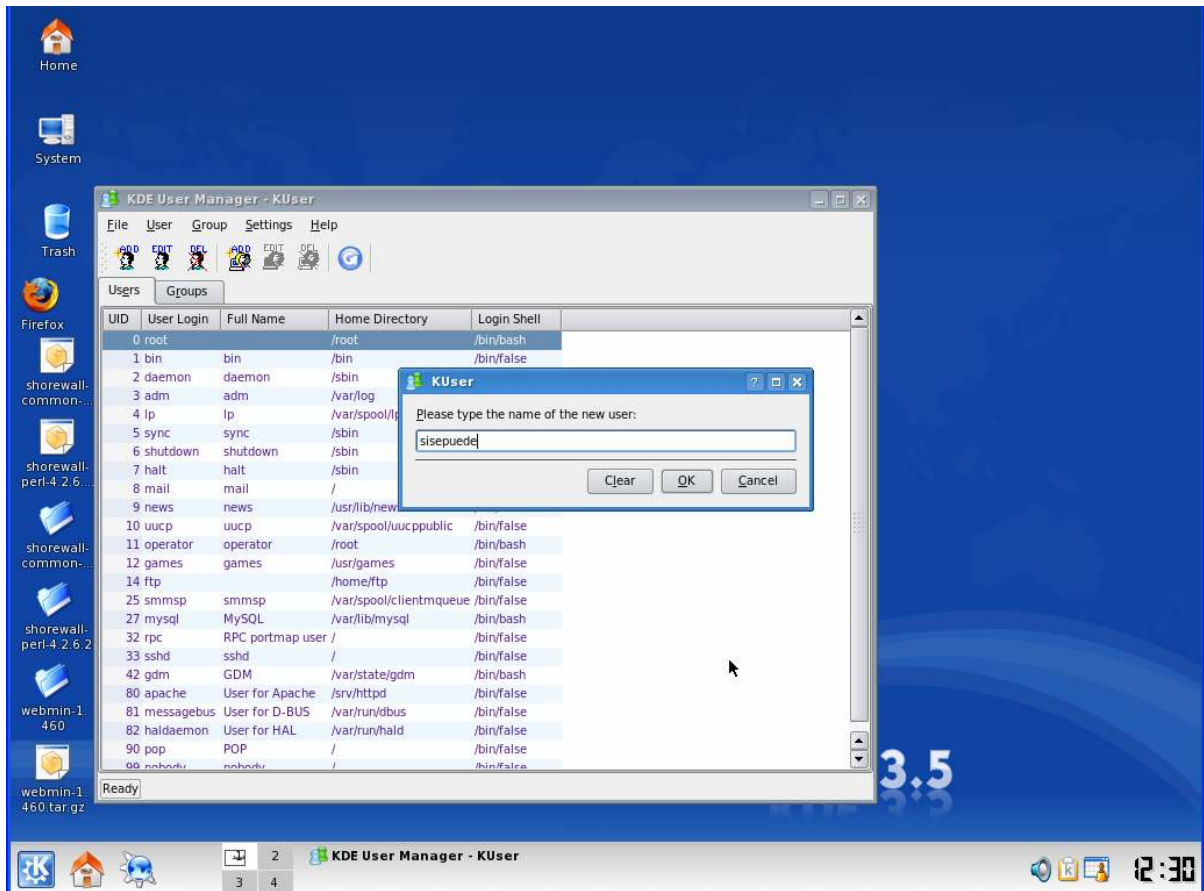 Home
System
Trash
Firefox
shorewall-
common-...
shorewall-
perl-4.2.6....
shorewall-
common-...
shorewall-
perl-4.2.6.2
webmin-1.
460
webmin-1.
460.tar.gz
KDE User Manager - KUser
File User Group Settings Help
ADD EDIT DEL ADD EDIT DEL
Users Groups
UID User Login Full Name Home Directory Login Shell
0 root /root /bin/bash
1 bin bin /bin /bin/false
2 daemon daemon /sbin
3 adm adm /var/log
4 lp lp /var/spool/lp
5 sync sync /sbin
6 shutdown shutdown /sbin
7 halt halt /sbin
8 mail mail /
9 news news /usr/lib/news
10 uucp uucp /var/spool/uucppublic /bin/false
11 operator operator /root /bin/bash
12 games games /usr/games /bin/false
14 ftp /home/ftp /bin/false
25 smmsp smmsp /var/spool/clientmqueue /bin/false
27 mysql MySQL /var/lib/mysql /bin/bash
32 rpc RPC portmap user / /bin/false
33 sshd sshd / /bin/false
42 gdm GDM /var/state/gdm /bin/bash
80 apache User for Apache /srv/httpd /bin/false
81 messagebus User for D-BUS /var/run/dbus /bin/false
82 haldaemon User for HAL /var/run/hald /bin/false
90 pop POP / /bin/false
99 nobody nobody / /bin/false
Ready
KUser
Please type the name of the new user:
sisepuede
Clear OK Cancel
3.5
2
3 4
KDE User Manager - KUser
12:30